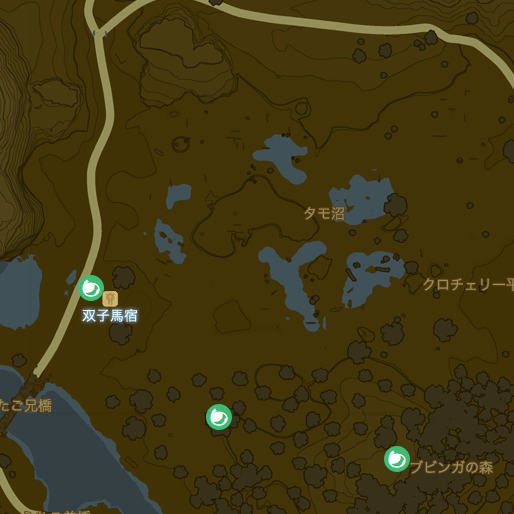 タモ沼
クロチェリー平
双子馬宿
たご兄橋
ブビンガの森